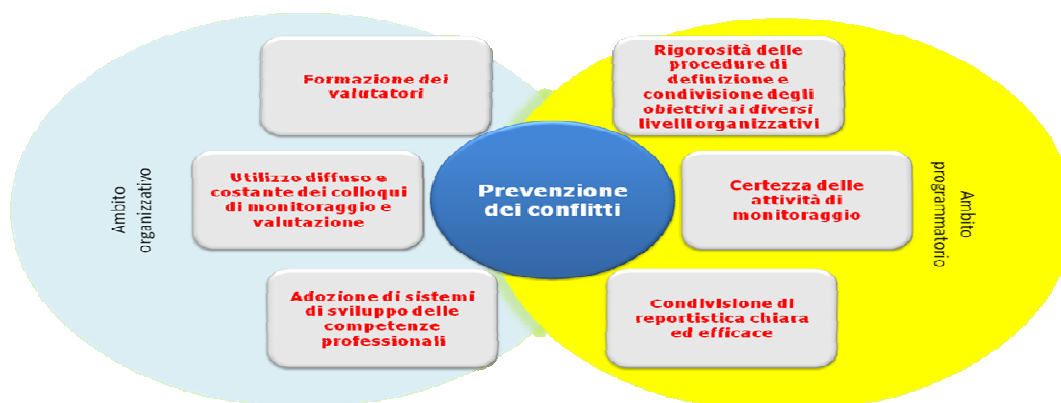 Ambito
organizzativo
Formazione dei
valutatori
Utilizzo diffuso e
costante dei colloqui
di monitoraggio e
valutazione
Adozione di sistemi
di sviluppo delle
competenze
professionali
Prevenzione
dei conflitti
Rigorosità delle
procedure di
definizione e
condivisione degli
obiettivi ai diversi
livelli organizzativi
Certezza delle
attività di
monitoraggio
Condivisione di
reportistica chiara
ed efficace
Ambito
programmatorio